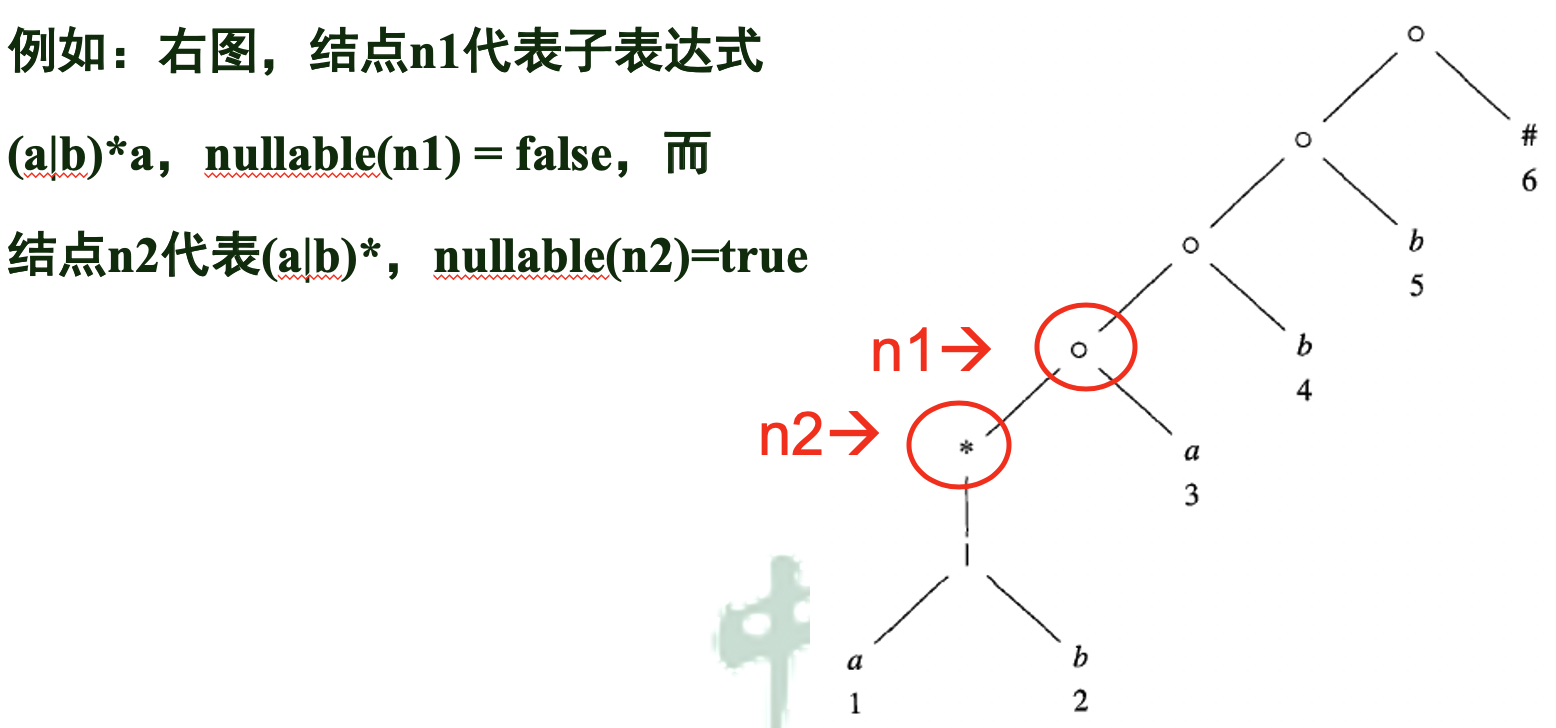 例如：右图，结点n1代表子表达式
(a|b)*a，nullable(n1) = false，而
结点n2代表(a|b)*，nullable(n2)=true
#
6
b
5
n1→
b
4
n2→
*
a
3
|
a
1
b
2
中